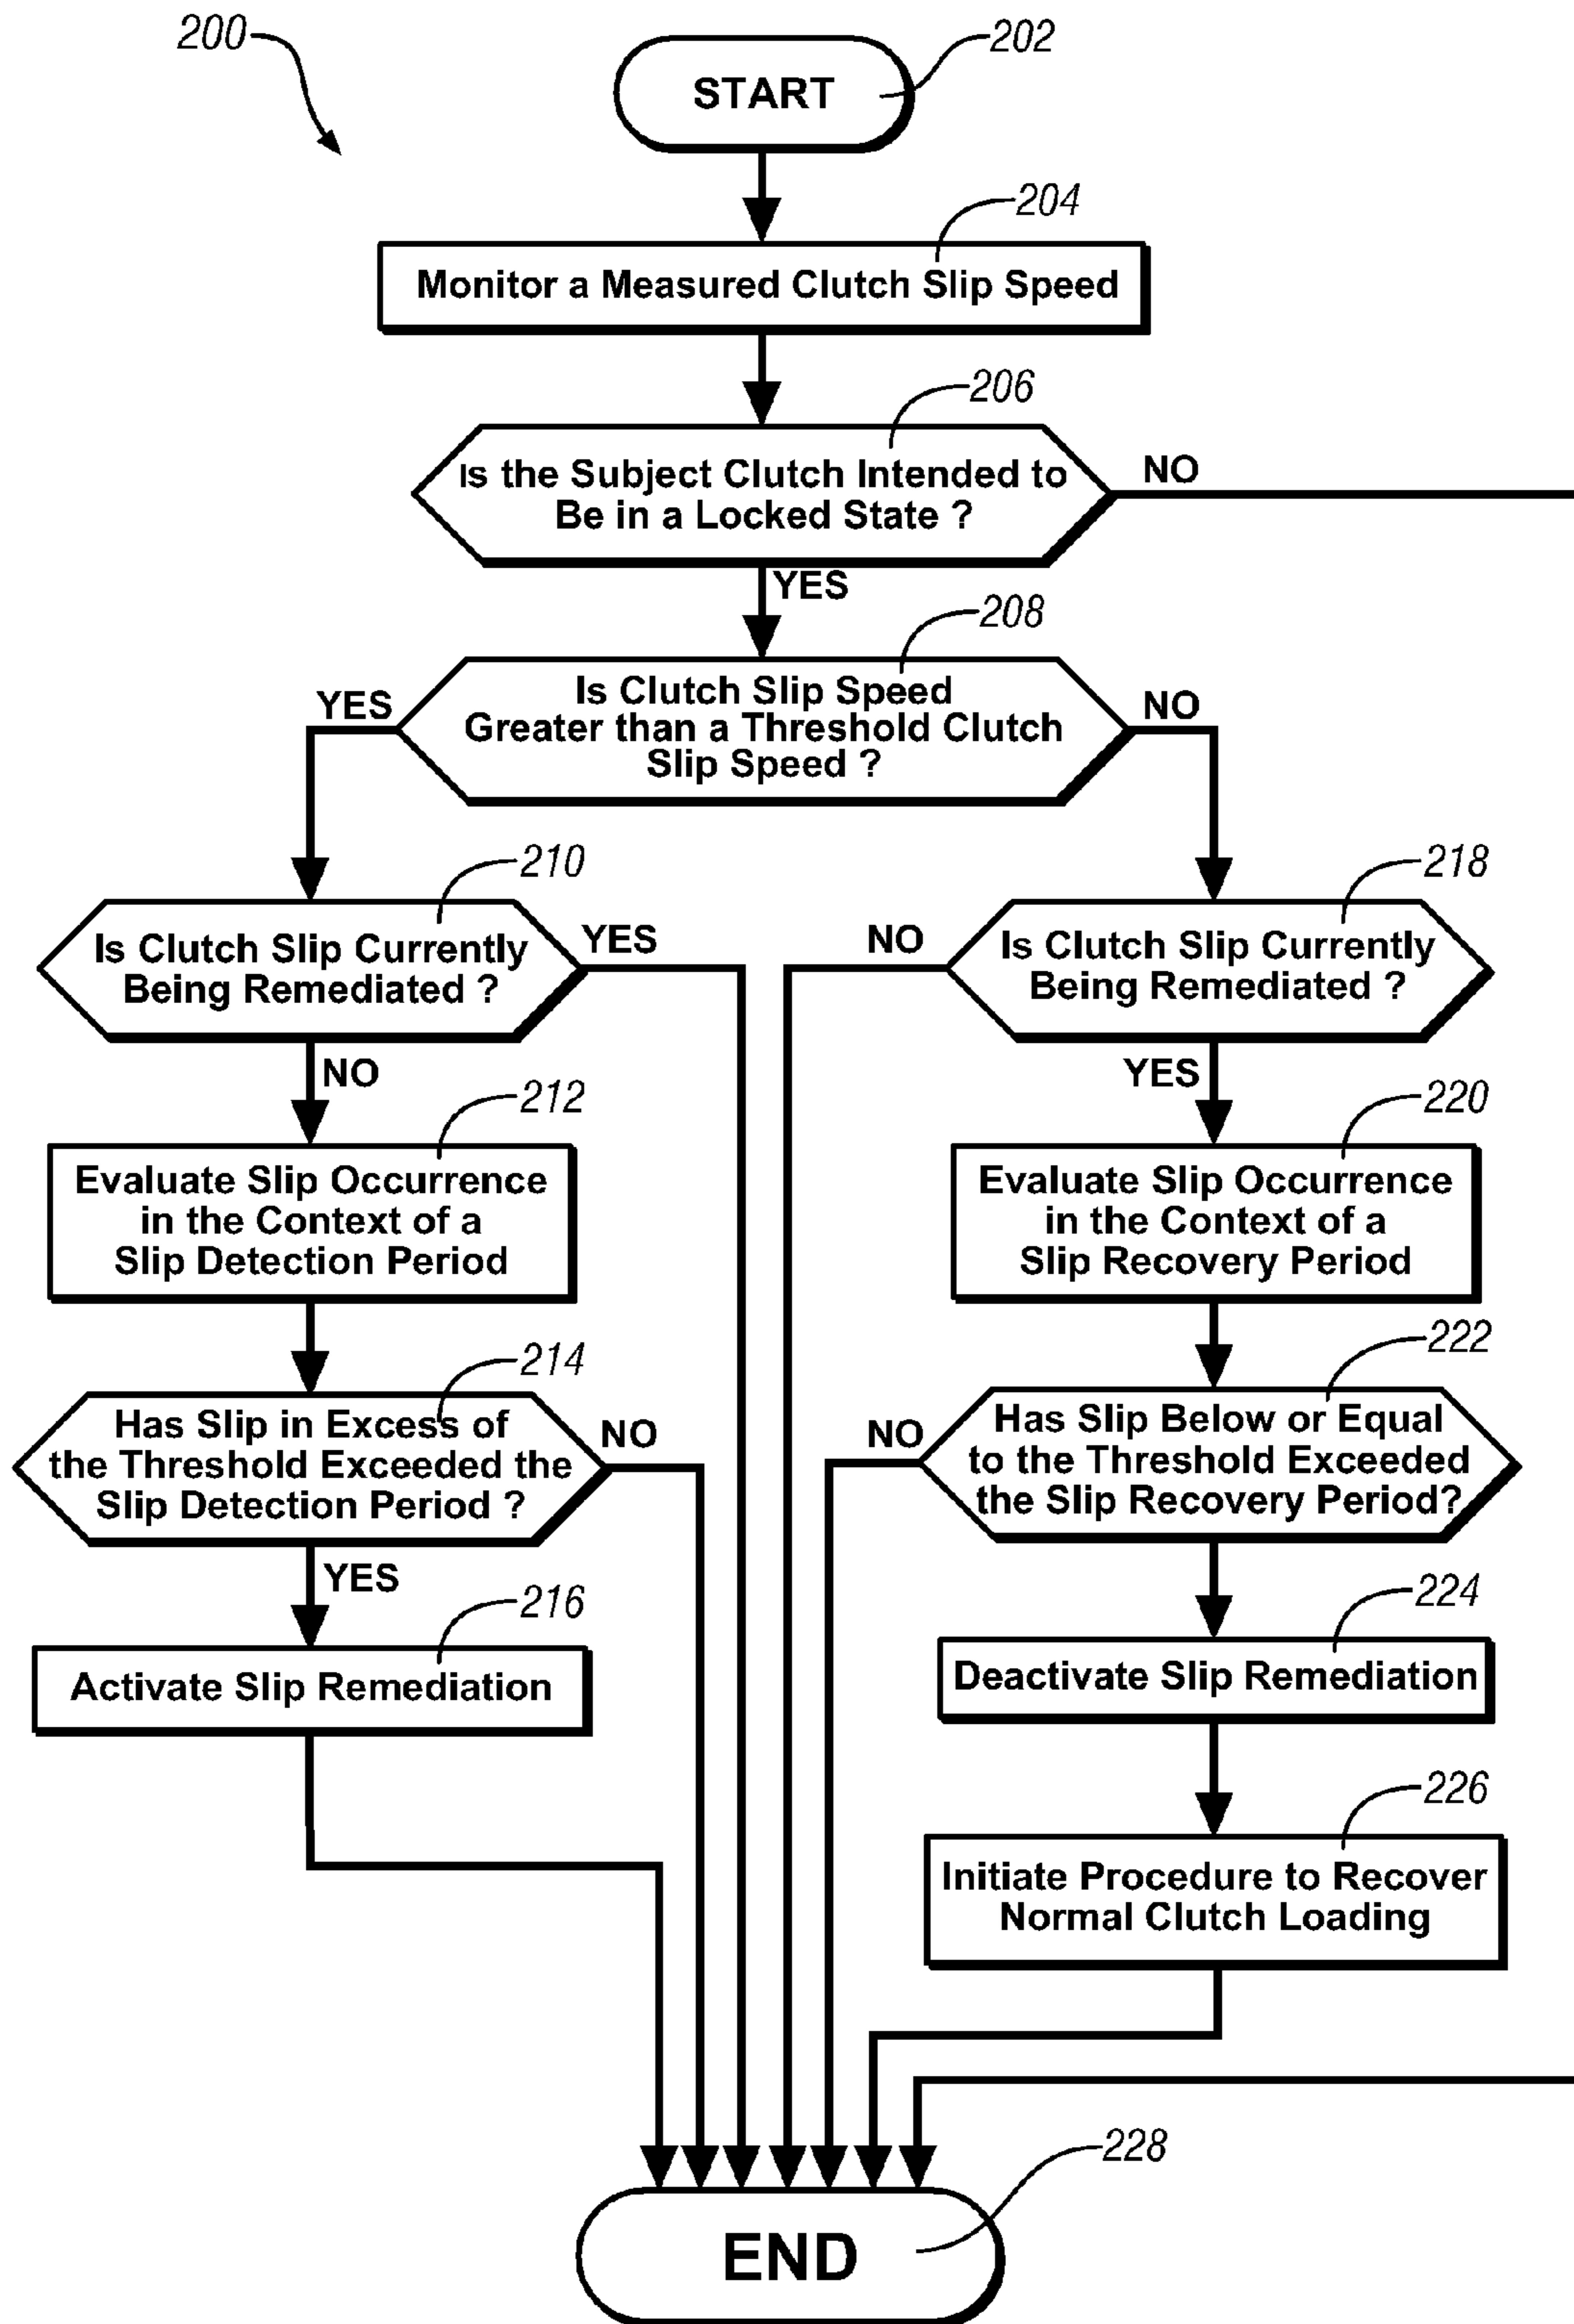 200
202
START
204
Monitor a Measured Clutch Slip Speed
206
Is the Subject Clutch Intended to
Be in a Locked State ?
NO
YES
208
Is Clutch Slip Speed
Greater than a Threshold Clutch
Slip Speed ?
YES
NO
210
Is Clutch Slip Currently
Being Remediated ?
YES
NO
218
Is Clutch Slip Currently
Being Remediated ?
NO
YES
212
Evaluate Slip Occurrence
in the Context of a
Slip Detection Period
220
Evaluate Slip Occurrence
in the Context of a
Slip Recovery Period
214
Has Slip in Excess of
the Threshold Exceeded the
Slip Detection Period ?
NO
YES
222
Has Slip Below or Equal
to the Threshold Exceeded
the Slip Recovery Period?
NO
216
Activate Slip Remediation
224
Deactivate Slip Remediation
226
Initiate Procedure to Recover
Normal Clutch Loading
228
END